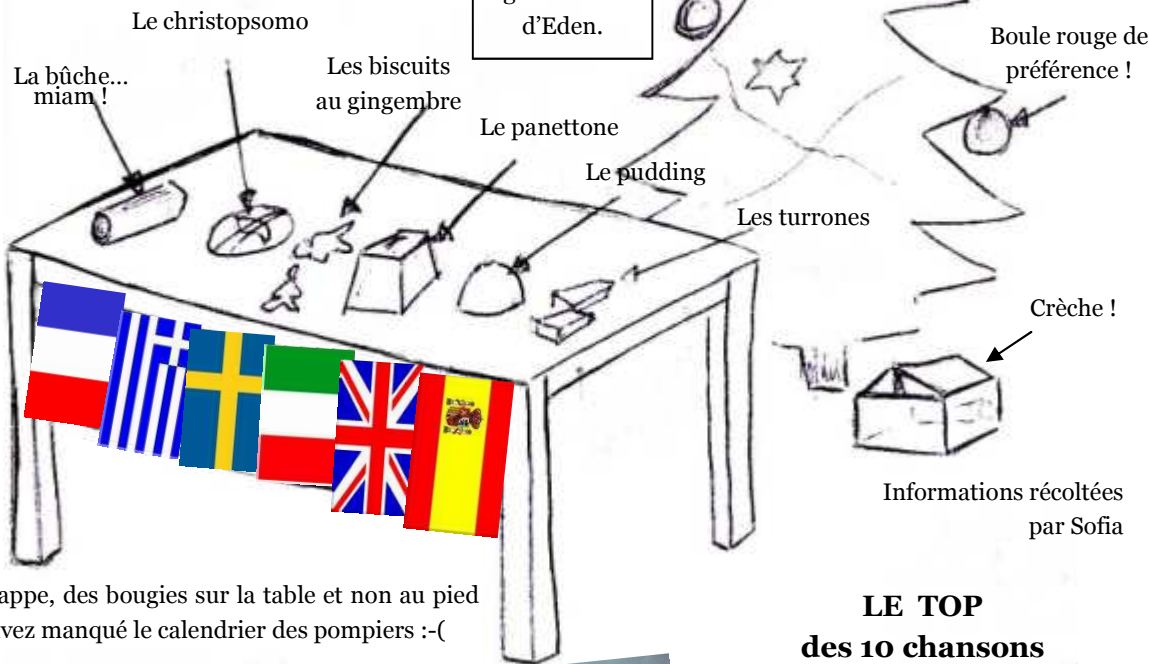 d'Eden.
Le christopsomo
Boule rouge de
préférence !
La bûche...
miam !
Les biscuits
au gingembre
Le panettone
Le pudding
Les turrones
Crèche !
Informations récoltées
par Sofia
appe, des bougies sur la table et non au pied
vez manqué le calendrier des pompiers :-(
LE TOP
des 10 chansons